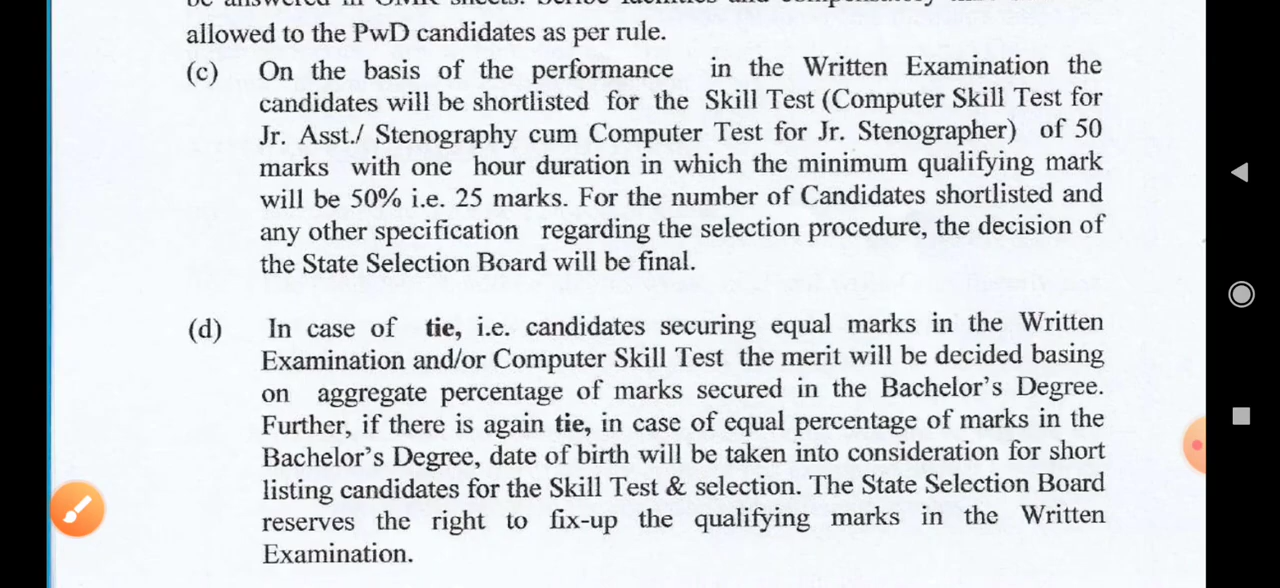 allowed to the PwD candidates as per rule.
(c) On the basis of the performance in the Written Examination the
candidates will be shortlisted for the Skill Test (Computer Skill Test for
Jr. Asst./ Stenography cum Computer Test for Jr. Stenographer) of 50
marks with one hour duration in which the minimum qualifying mark
will be 50% i.e. 25 marks. For the number of Candidates shortlisted and
any other specification regarding the selection procedure, the decision of
the State Selection Board will be final.
(d) In case of tie, i.e. candidates securing equal marks in the Written
Examination and/or Computer Skill Test the merit will be decided basing
on aggregate percentage of marks secured in the Bachelor's Degree.
Further, if there is again tie, in case of equal percentage of marks in the
Bachelor's Degree, date of birth will be taken into consideration for short
listing candidates for the Skill Test & selection. The State Selection Board
reserves the right to fix-up the qualifying marks in the Written
Examination.